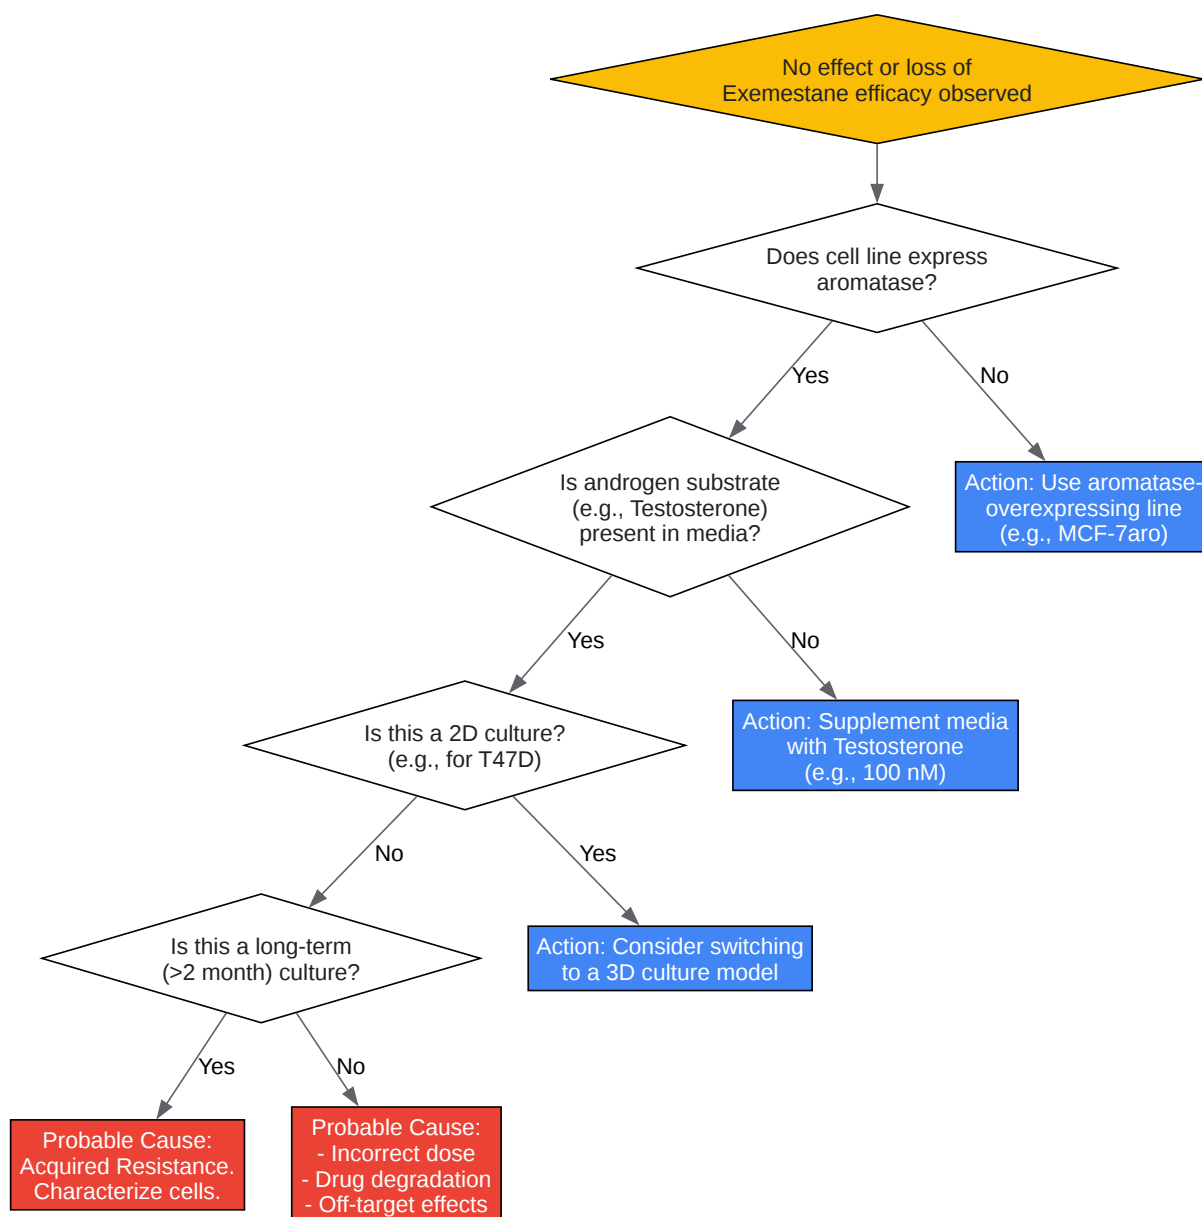 No effect or loss of
Exemestane efficacy observed
Does cell line express
aromatase?
Yes
No
Is androgen substrate
(e.g., Testosterone)
present in media?
Action: Use aromatase-
overexpressing line
(e.g., MCF-7aro)
Yes
No
Is this a 2D culture?
(e.g., for T47D)
Action: Supplement media
with Testosterone
(e.g., 100 nM)
No
Yes
Is this a long-term
(>2 month) culture?
Action: Consider switching
to a 3D culture model
Yes
No
Probable Cause:
Acquired Resistance.
Characterize cells.
Probable Cause:
- Incorrect dose
- Drug degradation
- Off-target effects